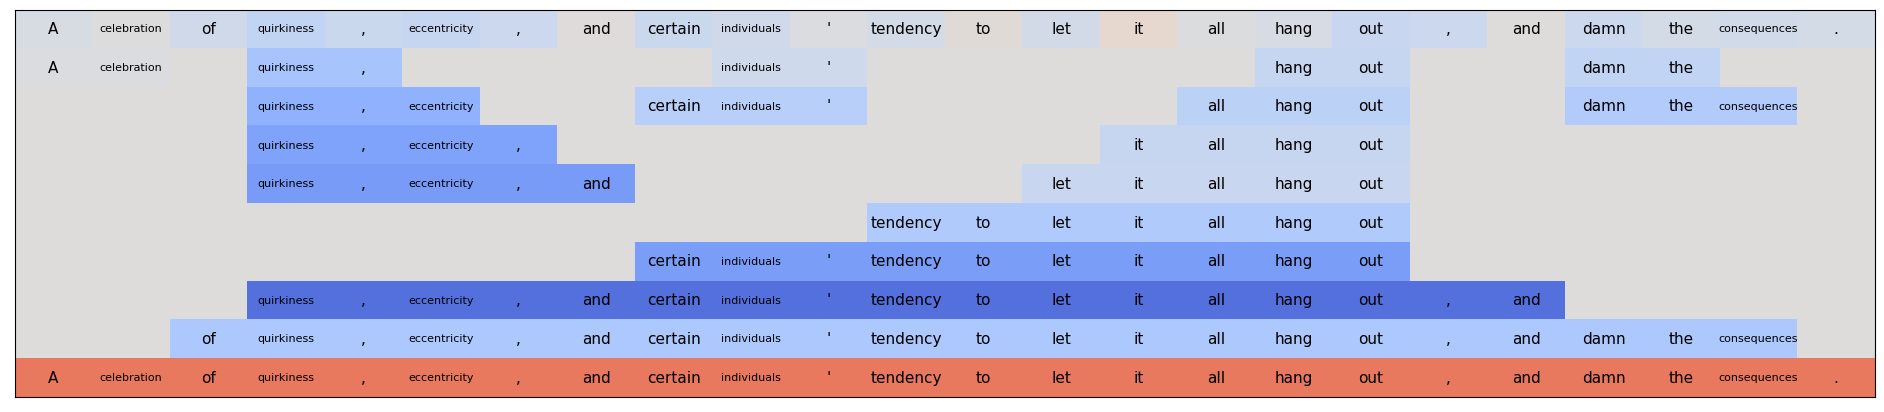 A celebration of quirkiness , eccentricity , and certain individuals ' tendency to let it all hang out , and damn the consequences .
A celebration quirkiness , individuals ' hang out damn the
quirkiness , eccentricity certain individuals ' all hang out damn the consequences
quirkiness , eccentricity , it all hang out
quirkiness , eccentricity , and let it all hang out
tendency to let it all hang out
certain individuals ' tendency to let it all hang out
quirkiness , eccentricity , and certain individuals ' tendency to let it all hang out , and
of quirkiness , eccentricity , and certain individuals ' tendency to let it all hang out , and damn the consequences
A celebration of quirkiness , eccentricity , and certain individuals ' tendency to let it all hang out , and damn the consequences .